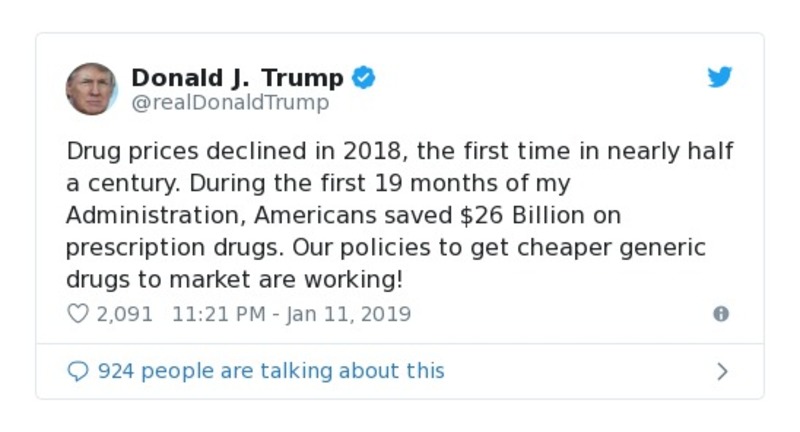 Donald J. Trump
@realDonaldTrump
Drug prices declined in 2018, the first time in nearly half
a century. During the first 19 months of my
Administration, Americans saved $26 Billion on
prescription drugs. Our policies to get cheaper generic
drugs to market are working!
2,091 11:21 PM - Jan 11, 2019
924 people are talking about this